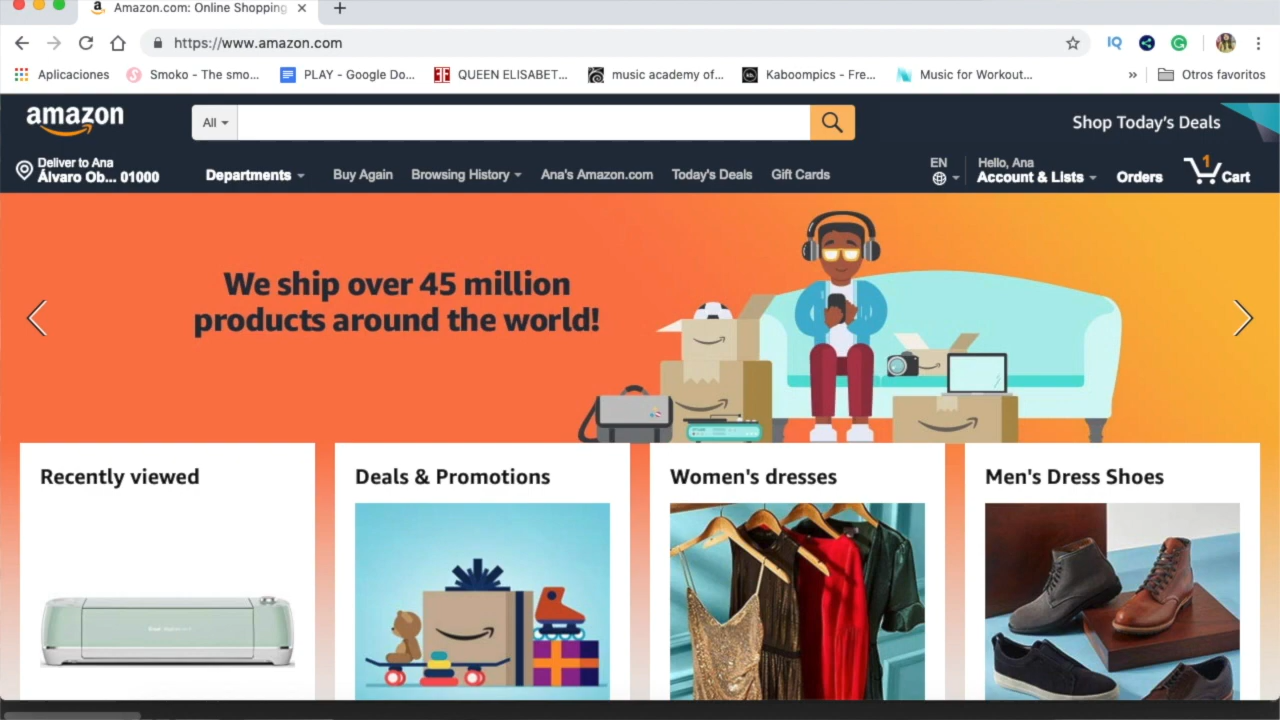 Amazon.com: Online Shopping
https://www.amazon.com
IQ
Aplicaciones
Smoko - The smo...
PLAY - Google Do...
QUEEN ELISABET...
music academy of...
Kaboompics - Fre...
Music for Workout...
»
Otros favoritos
amazon
All
Shop Today's Deals
Deliver to Ana
Álvaro Ob... 01000
Departments
Buy Again
Browsing History
Ana's Amazon.com
Today's Deals
Gift Cards
EN
Hello, Ana
Account & Lists
Orders
1
Cart
We ship over 45 million
products around the world!
Recently viewed
Deals & Promotions
Women's dresses
Men's Dress Shoes